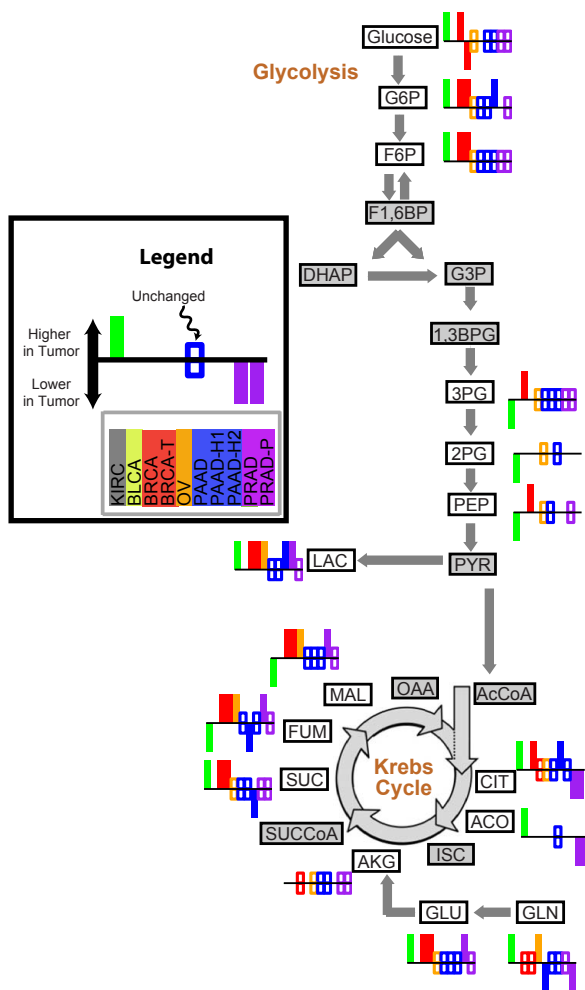 Glucose
Glycolysis
G6P
F6P
F1,6BP
DHAP
G3P
1,3BPG
3PG
2PG
PEP
PYR
LAC
Legend
Unchanged
Higher
in Tumor
Lower
in Tumor
KIRC
BLCA
BRCA
BRCA-T
OV
PAAD
PAAD-H1
PAAD-H2
PRAD
PRAD-P
MAL
OAA
AcCoA
FUM
Krebs
Cycle
SUC
CIT
SUCCoA
ACO
AKG
ISC
GLU
GLN